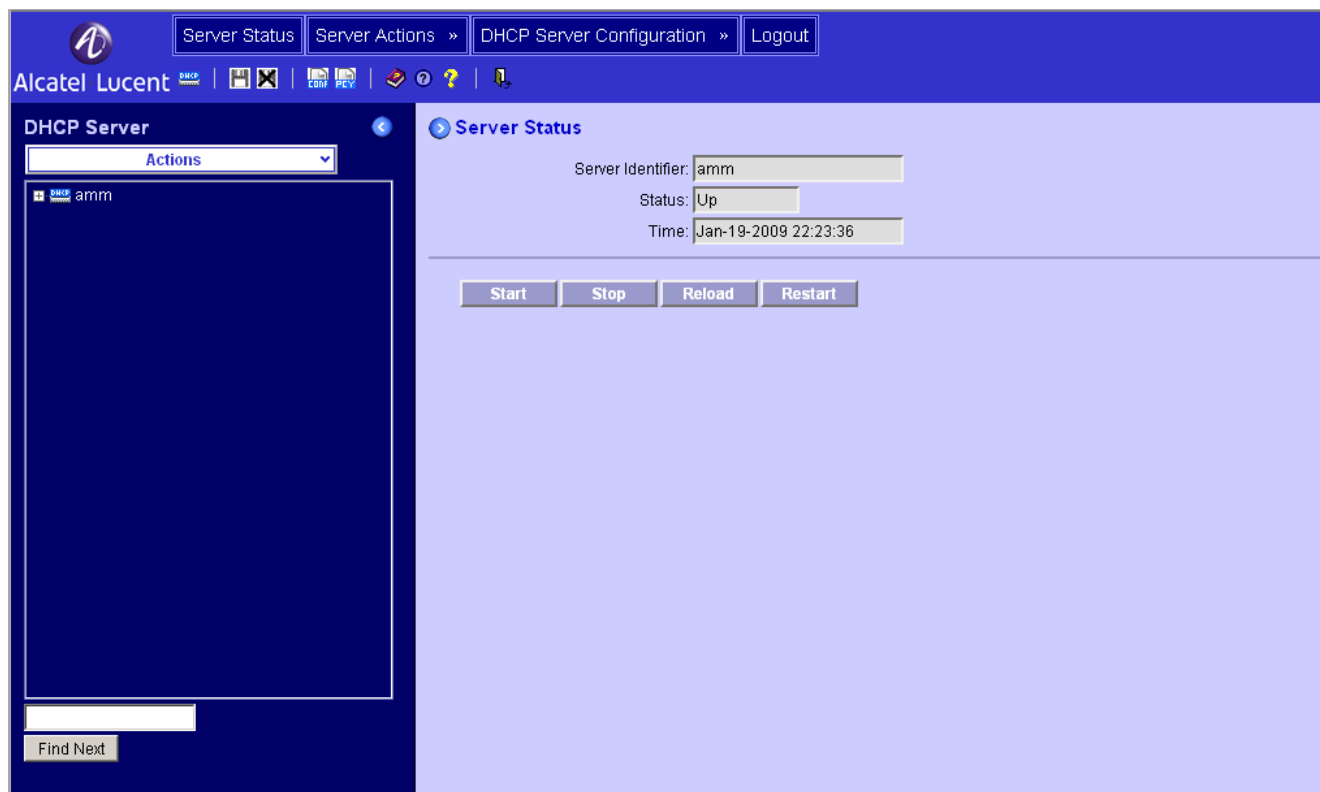 Server Status Server Actions » DHCP Server Configuration » Logout
Alcatel Lucent DHCP CONF PCY
DHCP Server
Actions
DHCP amm
Find Next
Server Status
Server Identifier: amm
Status: Up
Time: Jan-19-2009 22:23:36
Start Stop Reload Restart